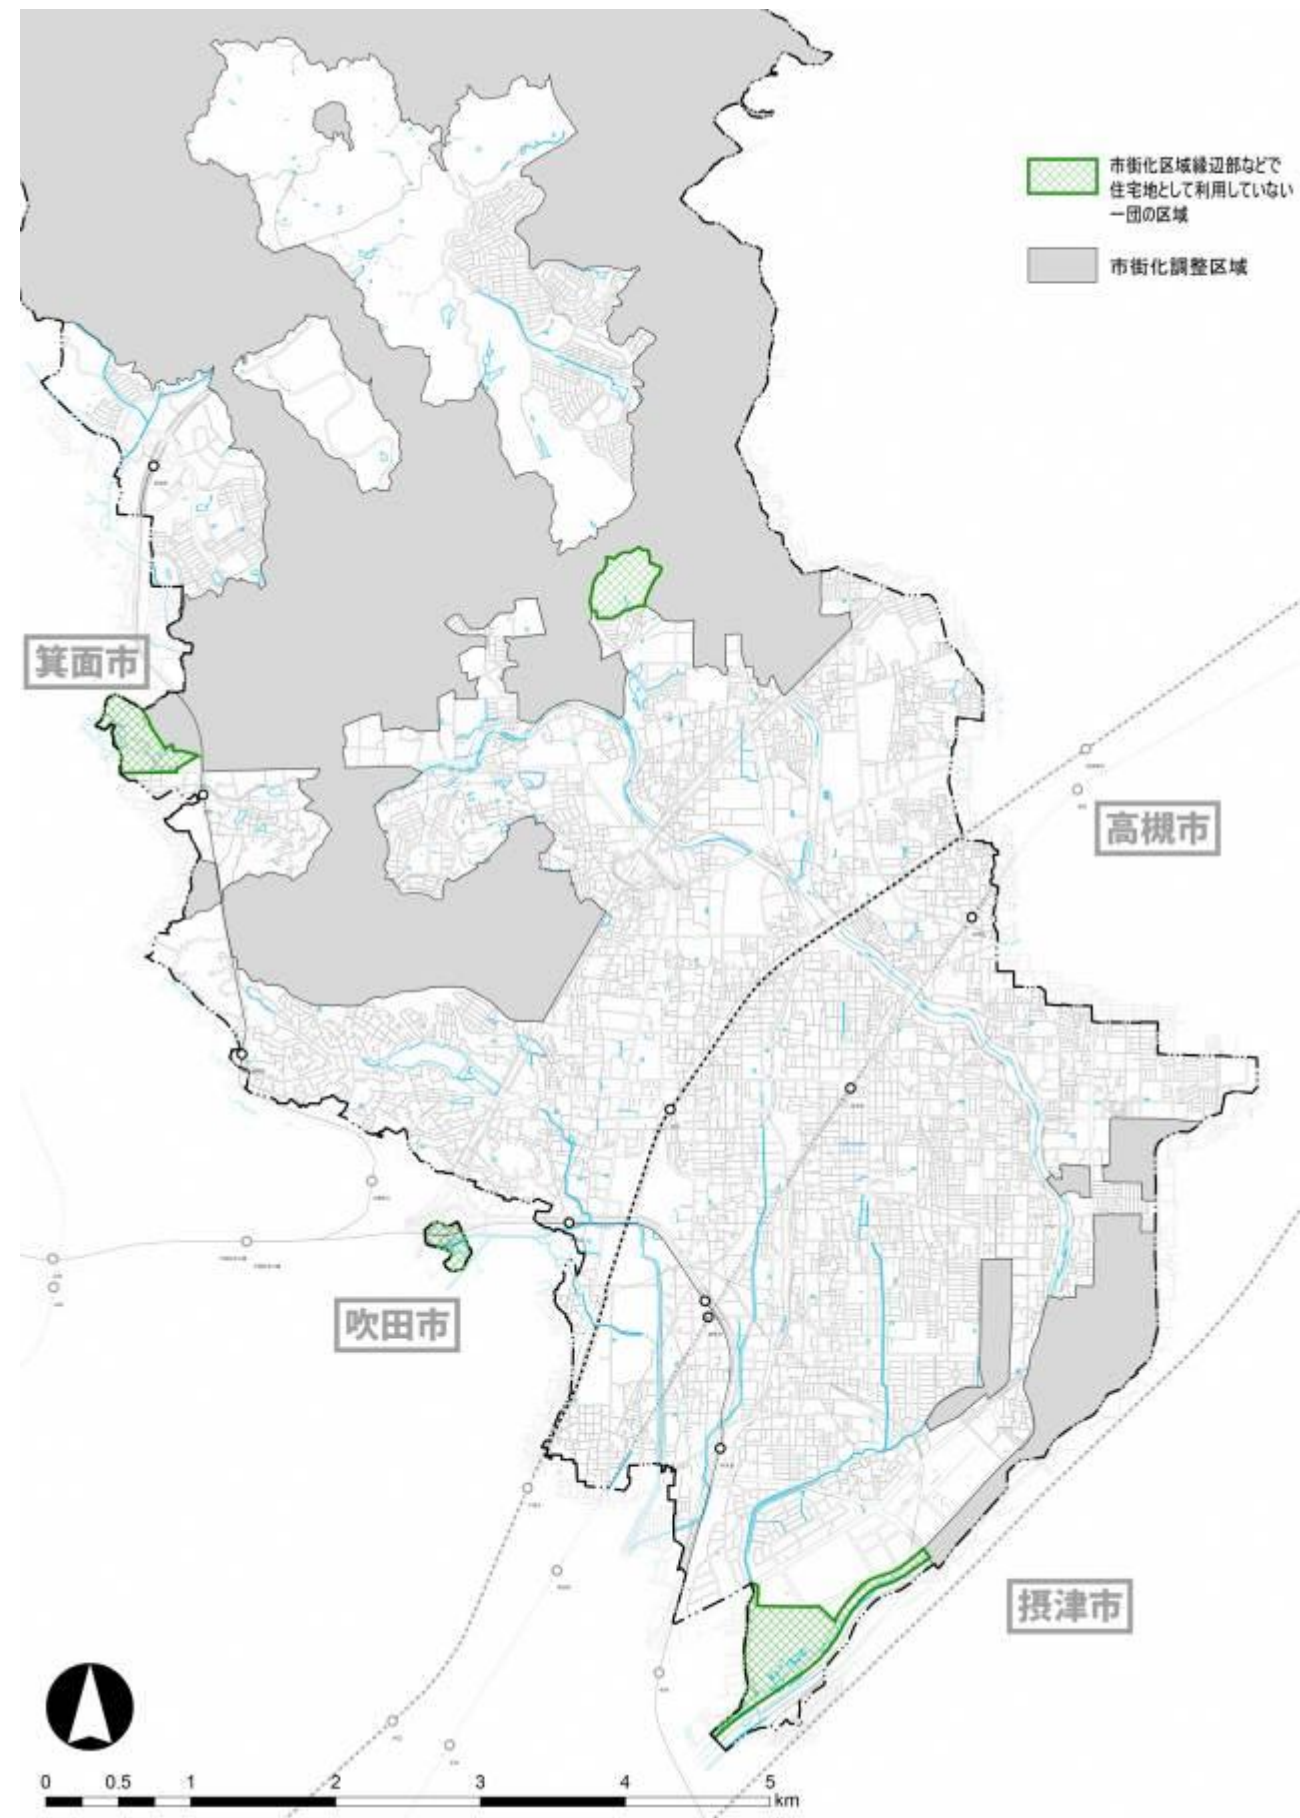 市街化区域縁辺部などで
住宅地として利用していない
一団の区域
市街化調整区域
箕面市
高槻市
吹田市
摂津市
0 0.5 1 2 3 4 5
km